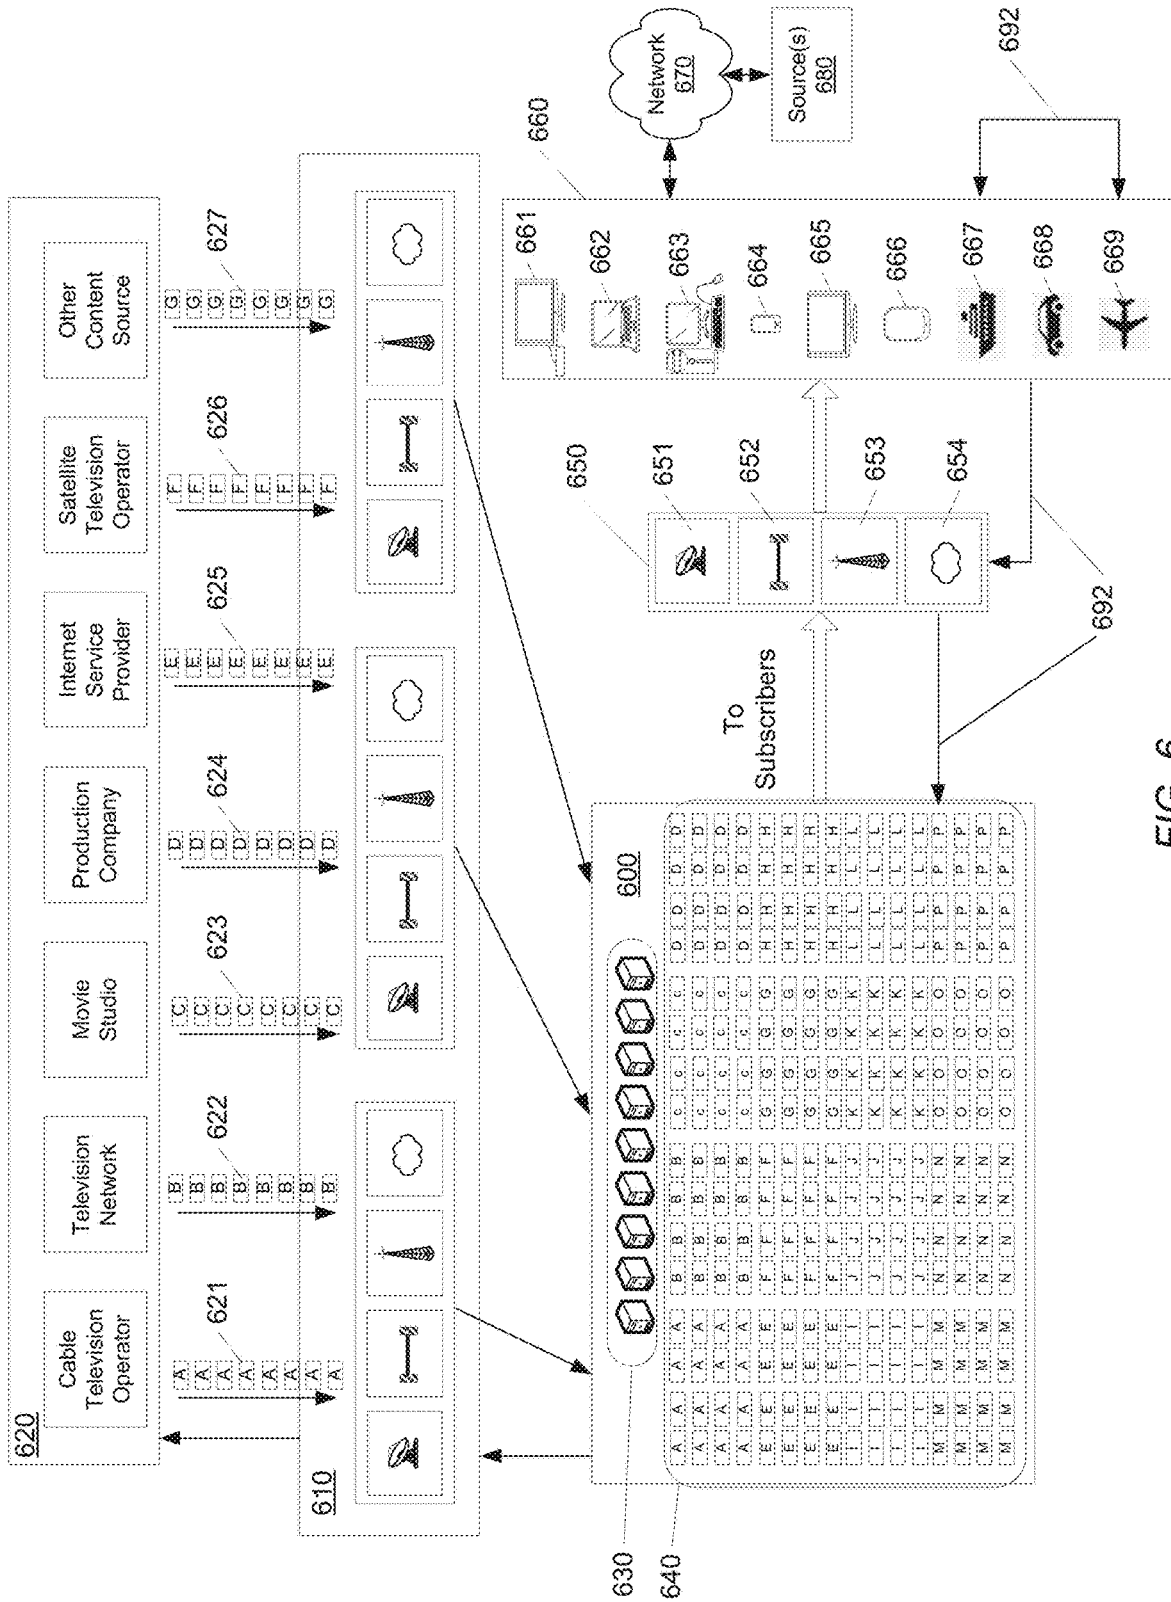 620
Cable
Television
Operator
Television
Network
Movie
Studio
Production
Company
Internet
Service
Provider
Satellite
Television
Operator
Other
Content
Source
A A A A A A A A
621
B B B B B B B B
622
C C C C C C C C
623
D D D D D D D D
624
E E E E E E E E
625
F F F F F F F F
626
G G G G G G G G
627
610
630
640
600
A A A A B B B B c c c c D D D D
A A A A B B B B c c c c D D D D
A A A A B B B B c c c c D D D D
A A A A B B B B c c c c D D D D
E E E E F F F F G G G G H H H H
E E E E F F F F G G G G H H H H
E E E E F F F F G G G G H H H H
E E E E F F F F G G G G H H H H
I I I I J J J J K K K K L L L L
I I I I J J J J K K K K L L L L
I I I I J J J J K K K K L L L L
I I I I J J J J K K K K L L L L
M M M M N N N N O O O O P P P P
M M M M N N N N O O O O P P P P
M M M M N N N N O O O O P P P P
M M M M N N N N O O O O P P P P
To
Subscribers
650
651
652
653
654
692
660
661
662
663
664
665
666
667
668
669
Network
670
Source(s)
680
692
FIG. 6